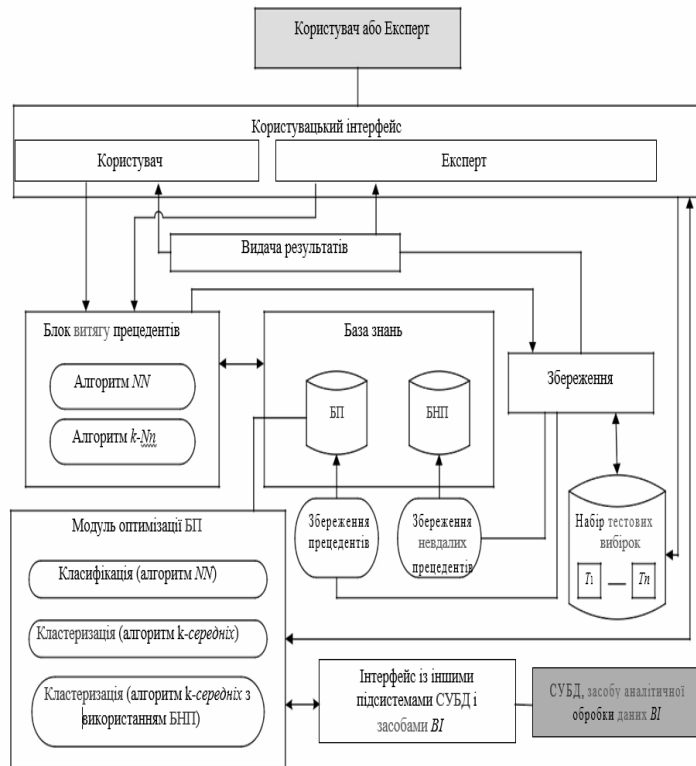 Користувач або Експерт
Користувацький інтерфейс
Користувач
Експерт
Видача результатів
Блок витягу прецедентів
Алгоритм NN
Алгоритм k-Nn
База знань
БП
БНП
Збереження
Збереження
прецедентів
Збереження
невдалих
прецедентів
Набір тестових
вибірок
T1
Tn
Модуль оптимізації БП
Класифікація (алгоритм NN)
Кластеризація (алгоритм k-середніх)
Кластеризація (алгоритм k-середніх з
використанням БНП)
Інтерфейс із іншими
підсистемами СУБД і
засобами BI
СУБД, засобу аналітичної
обробки даних BI